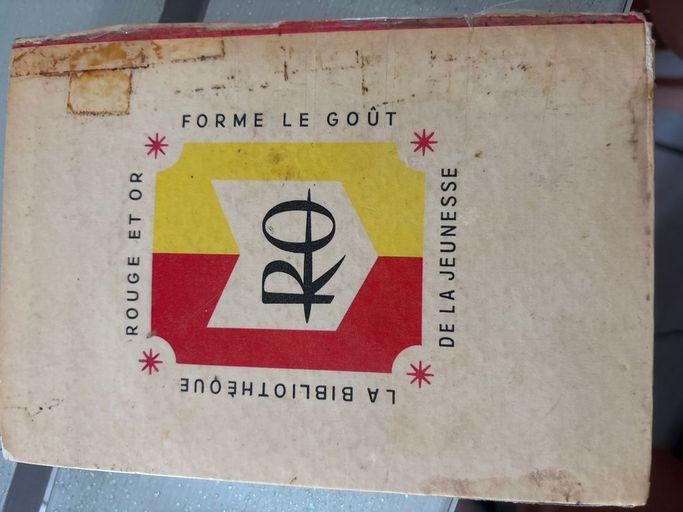 LA BIBLIOTHÈQUE
ROUGE ET OR
FORME LE GOÛT
DE LA JEUNESSE
RO